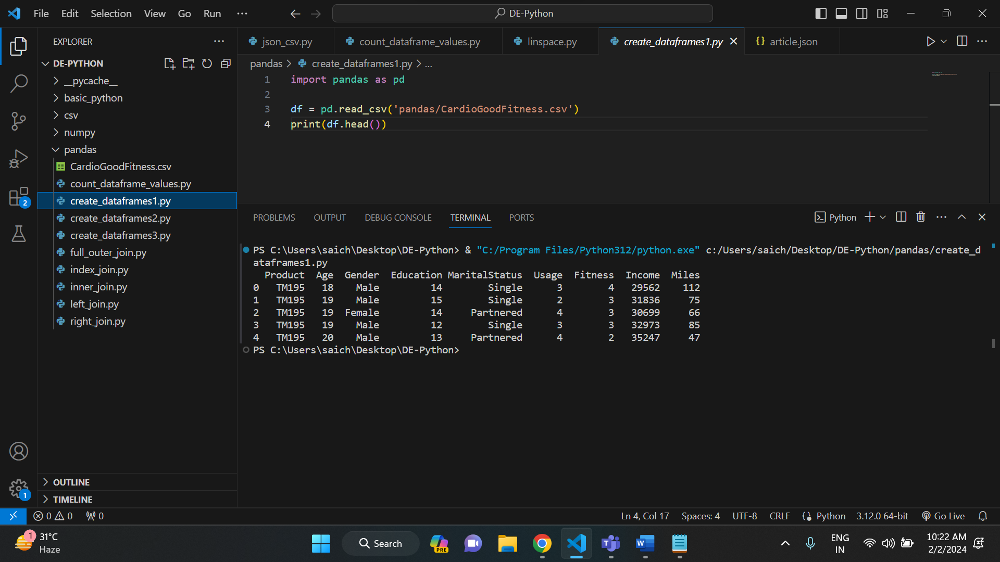 File Edit Selection View Go Run ...
DE-Python
EXPLORER
DE-PYTHON
__pycache__
basic_python
csv
numpy
pandas
CardioGoodFitness.csv
count_dataframe_values.py
create_dataframes1.py
create_dataframes2.py
create_dataframes3.py
full_outer_join.py
index_join.py
inner_join.py
left_join.py
right_join.py
OUTLINE
TIMELINE
2
1
json_csv.py count_dataframe_values.py linspace.py create_dataframes1.py {} article.json
pandas > create_dataframes1.py > ...
1 import pandas as pd
2
3 df = pd.read_csv('pandas/CardioGoodFitness.csv')
4 print(df.head())
PROBLEMS OUTPUT DEBUG CONSOLE TERMINAL PORTS
Python
PS C:\Users\saich\Desktop\DE-Python> & "C:/Program Files/Python312/python.exe" c:/Users/saich/Desktop/DE-Python/pandas/create_d
ataframes1.py
Product Age Gender Education MaritalStatus Usage Fitness Income Miles
0 TM195 18 Male 14 Single 3 4 29562 112
1 TM195 19 Male 15 Single 2 3 31836 75
2 TM195 19 Female 14 Partnered 4 3 30699 66
3 TM195 19 Male 12 Single 3 3 32973 85
4 TM195 20 Male 13 Partnered 4 2 35247 47
PS C:\Users\saich\Desktop\DE-Python>
0 0 0
Ln 4, Col 17 Spaces: 4 UTF-8 CRLF Python 3.12.0 64-bit Go Live
1
31°C
Haze
Search
PRE
ENG
IN
10:22 AM
2/2/2024